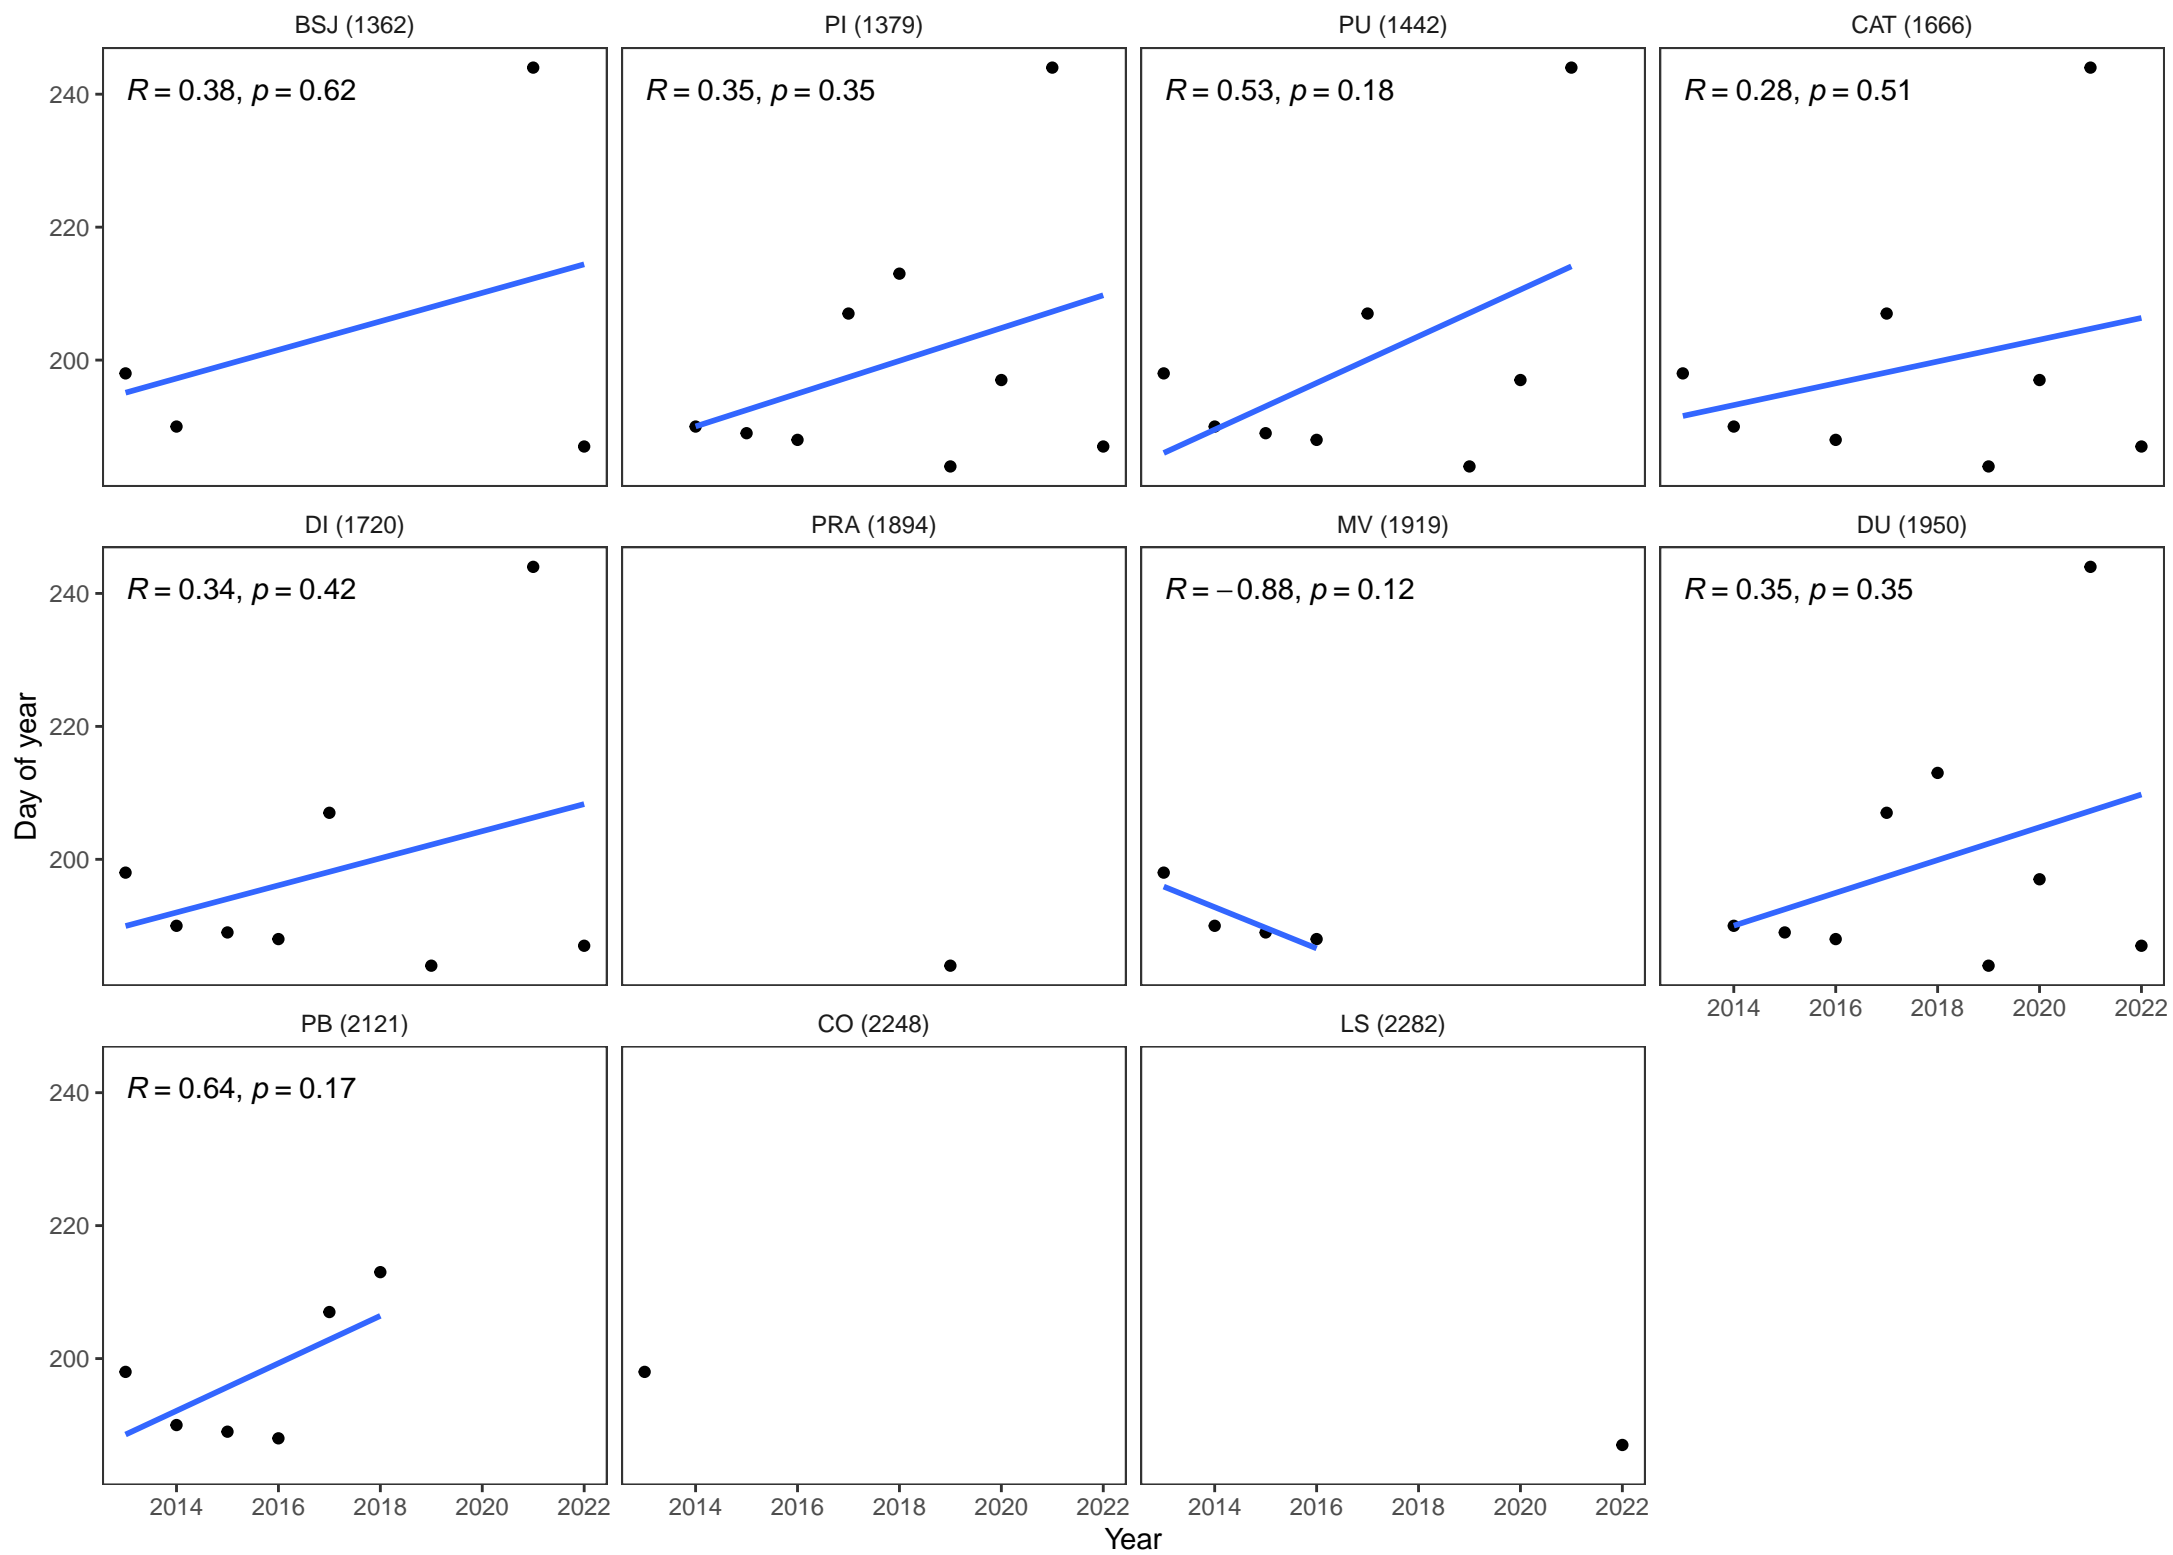 BSJ (1362)
PI (1379)
PU (1442)
CAT (1666)
R = 0.38, p = 0.62
R = 0.35, p = 0.35
R = 0.53, p = 0.18
R = 0.28, p = 0.51
240
220
200
DI (1720)
PRA (1894)
MV (1919)
DU (1950)
R = 0.34, p = 0.42
R = −0.88, p = 0.12
R = 0.35, p = 0.35
240
220
200
Day of year
2014 2016 2018 2020 2022
PB (2121)
CO (2248)
LS (2282)
R = 0.64, p = 0.17
240
220
200
2014 2016 2018 2020 2022
2014 2016 2018 2020 2022
2014 2016 2018 2020 2022
Year